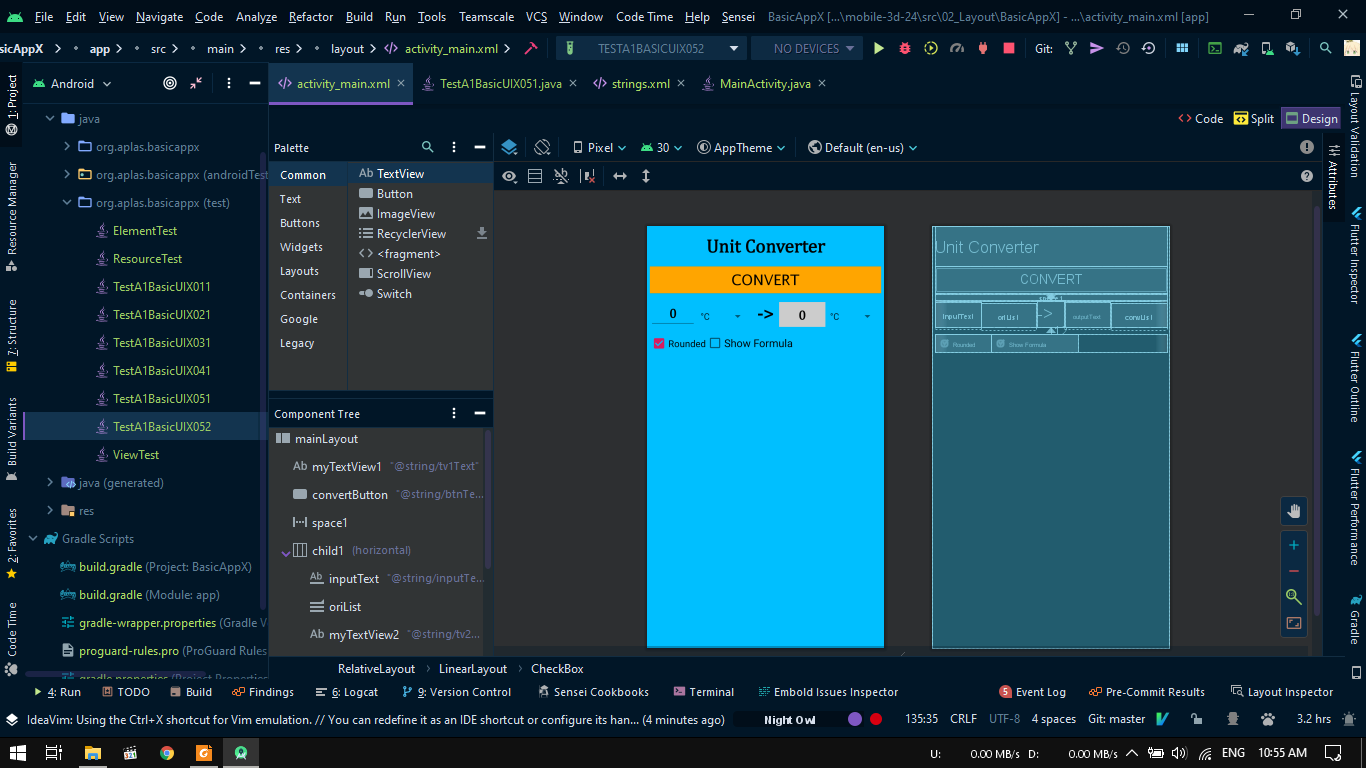 File Edit View Navigate Code Analyze Refactor Build Run Tools Teamscale VCS Window Code Time Help Sensei BasicAppX [...\mobile-3d-24\src\02_Layout\BasicAppX] - ...\activity_main.xml [app]
sicAppX app src main res layout activity_main.xml TESTA1BASICUIX052 NO DEVICES Git:
Android
activity_main.xml TestA1BasicUIX051.java strings.xml MainActivity.java
Code Split Design
1: Project
Resource Manager
7: Structure
Build Variants
2: Favorites
Code Time
java
org.aplas.basicappx
org.aplas.basicappx (androidTest
org.aplas.basicappx (test)
ElementTest
ResourceTest
TestA1BasicUIX011
TestA1BasicUIX021
TestA1BasicUIX031
TestA1BasicUIX041
TestA1BasicUIX051
TestA1BasicUIX052
ViewTest
java (generated)
res
Gradle Scripts
build.gradle (Project: BasicAppX)
build.gradle (Module: app)
gradle-wrapper.properties (Gradle V
proguard-rules.pro (ProGuard Rules
gradle.properties (Project Properties
Palette
Common
Text
Buttons
Widgets
Layouts
Containers
Google
Legacy
Ab TextView
Button
ImageView
RecyclerView
<fragment>
ScrollView
Switch
Component Tree
mainLayout
Ab myTextView1 "@string/tv1Text"
convertButton "@string/btnTe...
space1
child1 (horizontal)
Ab inputText "@string/inputTe...
oriList
Ab myTextView2 "@string/tv2...
Pixel 30 AppTheme Default (en-us)
Unit Converter
CONVERT
0 °C -> 0 °C
Rounded Show Formula
Unit Converter
CONVERT
space1
inputText oriList -> outputText convList
Rounded Show Formula
Layout Validation
Attributes
Flutter Inspector
Flutter Outline
Flutter Performance
Gradle
RelativeLayout LinearLayout CheckBox
4: Run TODO Build Findings 6: Logcat 9: Version Control Sensei Cookbooks Terminal Embold Issues Inspector 5 Event Log Pre-Commit Results Layout Inspector
IdeaVim: Using the Ctrl+X shortcut for Vim emulation. // You can redefine it as an IDE shortcut or configure its han... (4 minutes ago) Night Owl 135:35 CRLF UTF-8 4 spaces Git: master 3.2 hrs
U: 0.00 MB/s D: 0.00 MB/s ENG 10:55 AM